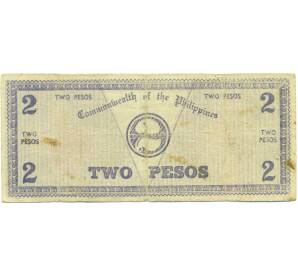 2 TWO PESOS TWO PESOS 2
Commonwealth of the Philippines
TWO PESOS TWO PESOS
2 TWO PESOS 2